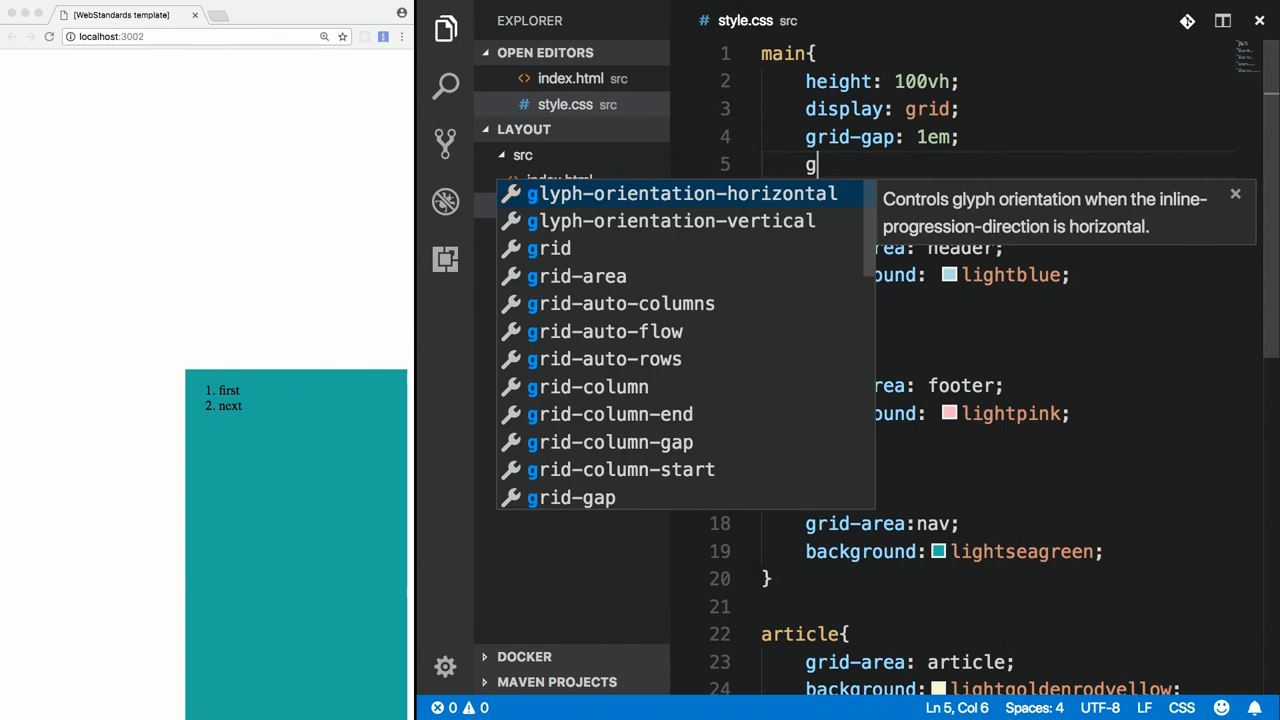 [WebStandards template]
localhost:3002
1. first
2. next
EXPLORER
OPEN EDITORS
<> index.html src
# style.css src
LAYOUT
src
index.html
DOCKER
MAVEN PROJECTS
# style.css src
1 main{
2 height: 100vh;
3 display: grid;
4 grid-gap: 1em;
5 g
glyph-orientation-horizontal
glyph-orientation-vertical
grid
grid-area
grid-auto-columns
grid-auto-flow
grid-auto-rows
grid-column
grid-column-end
grid-column-gap
grid-column-start
grid-gap
Controls glyph orientation when the inline-
progression-direction is horizontal.
header;
ound: lightblue;
ea: footer;
ound: lightpink;
18 grid-area:nav;
19 background: lightseagreen;
20 }
21
22 article{
23 grid-area: article;
24 background: lightgoldenrodyellow;
0 0 Ln 5, Col 6 Spaces: 4 UTF-8 LF CSS